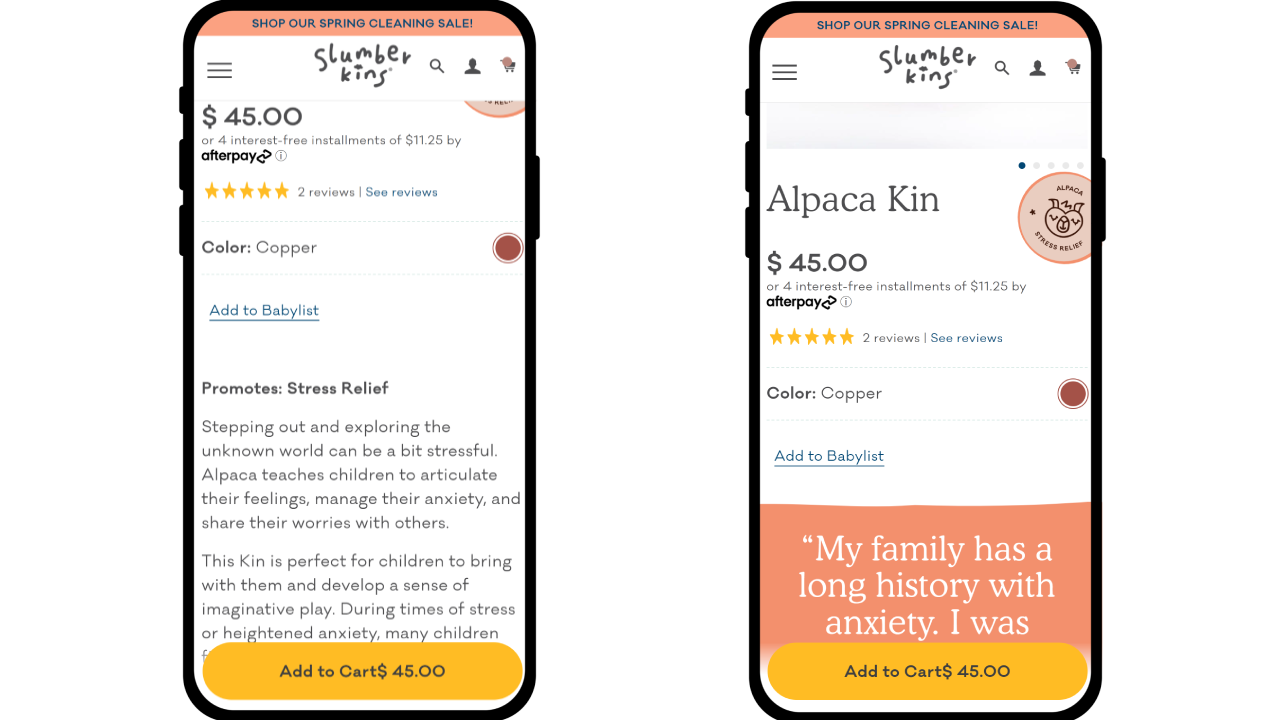 SHOP OUR SPRING CLEANING SALE!
Slumber
kins
$ 45.00
or 4 interest-free installments of $11.25 by
afterpay
2 reviews | See reviews
Color: Copper
Add to Babylist
Promotes: Stress Relief
Stepping out and exploring the
unknown world can be a bit stressful.
Alpaca teaches children to articulate
their feelings, manage their anxiety, and
share their worries with others.
This Kin is perfect for children to bring
with them and develop a sense of
imaginative play. During times of stress
or heightened anxiety, many children
Add to Cart$ 45.00
SHOP OUR SPRING CLEANING SALE!
Slumber
kins
Alpaca Kin
ALPACA
STRESS RELIEF
$ 45.00
or 4 interest-free installments of $11.25 by
afterpay
2 reviews | See reviews
Color: Copper
Add to Babylist
“My family has a
long history with
anxiety. I was
Add to Cart$ 45.00